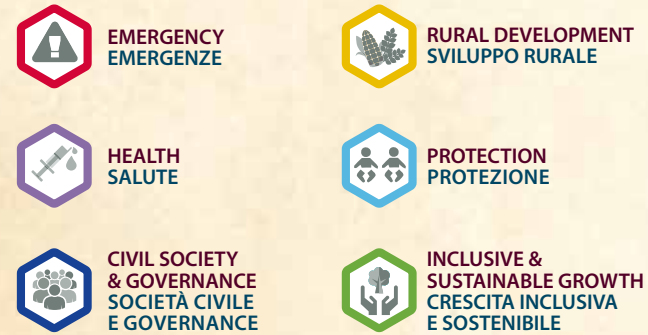 EMERGENCY
EMERGENZE
RURAL DEVELOPMENT
SVILUPPO RURALE
HEALTH
SALUTE
PROTECTION
PROTEZIONE
CIVIL SOCIETY
& GOVERNANCE
SOCIETÀ CIVILE
E GOVERNANCE
INCLUSIVE &
SUSTAINABLE GROWTH
CRESCITA INCLUSIVA
E SOSTENIBILE